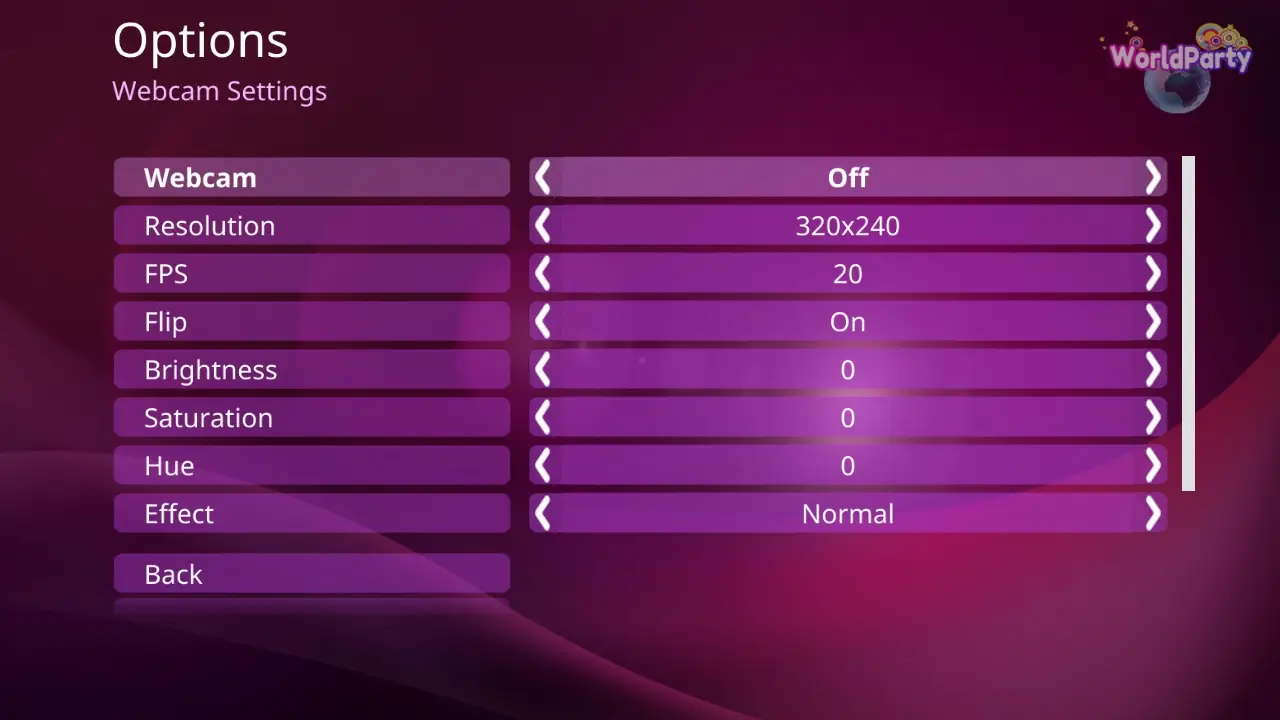 Options
WorldParty
Webcam Settings
Webcam Off
Resolution 320x240
FPS 20
Flip On
Brightness 0
Saturation 0
Hue 0
Effect Normal
Back